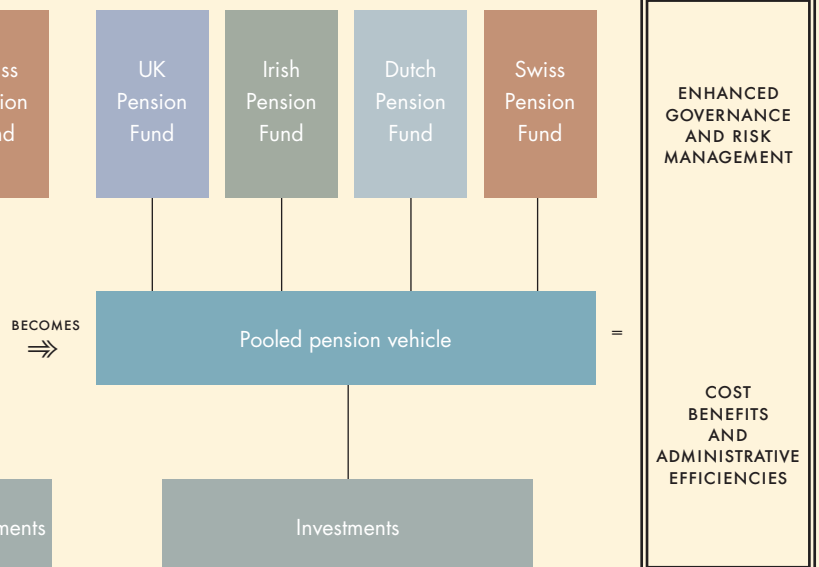 UK
Pension
Fund
Irish
Pension
Fund
Dutch
Pension
Fund
Swiss
Pension
Fund
ENHANCED
GOVERNANCE
AND RISK
MANAGEMENT
BECOMES
Pooled pension vehicle
=
COST
BENEFITS
AND
ADMINISTRATIVE
EFFICIENCIES
Investments